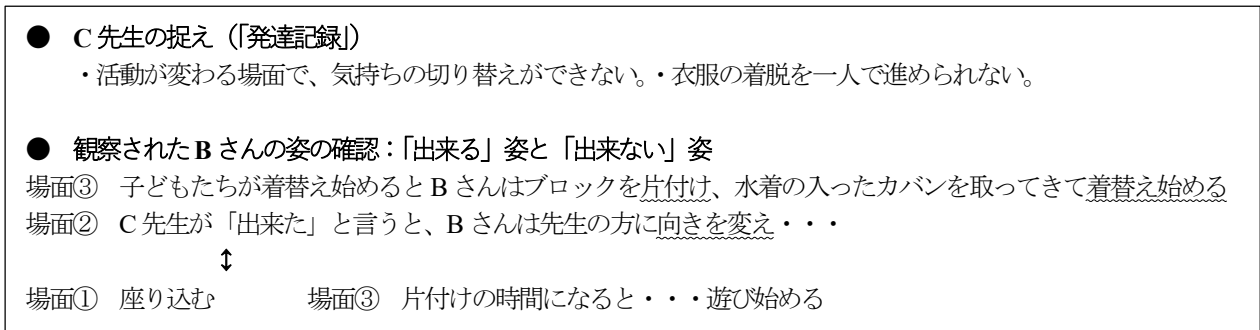 ● C 先生の捉え（「発達記録」）
・活動が変わる場面で、気持ちの切り替えができない。・衣服の着脱を一人で進められない。
● 観察された B さんの姿の確認：「出来る」姿と「出来ない」姿
場面③ 子どもたちが着替え始めると B さんはブロックを片付け、水着の入ったカバンを取ってきて着替え始める
場面② C 先生が「出来た」と言うと、B さんは先生の方に向きを変え・・・
↕
場面① 座り込む 場面③ 片付けの時間になると・・・遊び始める